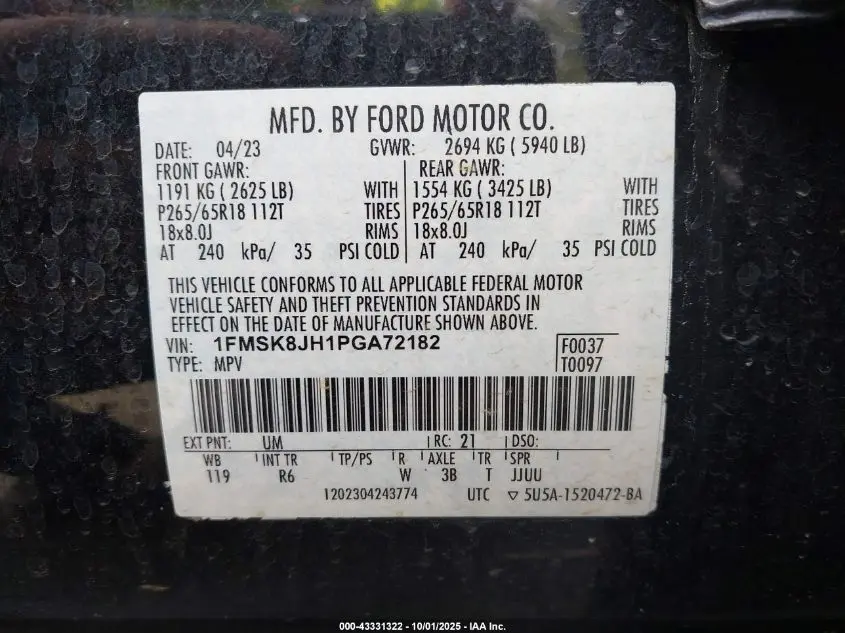 MFD. BY FORD MOTOR CO.
DATE: 04/23 GVWR: 2694 KG ( 5940 LB)
FRONT GAWR: REAR GAWR:
1191 KG ( 2625 LB) WITH 1554 KG ( 3425 LB) WITH
P265/65R18 112T TIRES P265/65R18 112T TIRES
18x8.0J RIMS 18x8.0J RIMS
AT 240 kPa/ 35 PSI COLD AT 240 kPa/ 35 PSI COLD
THIS VEHICLE CONFORMS TO ALL APPLICABLE FEDERAL MOTOR
VEHICLE SAFETY AND THEFT PREVENTION STANDARDS IN
EFFECT ON THE DATE OF MANUFACTURE SHOWN ABOVE.
VIN: 1FMSK8JH1PGA72182 F0037
TYPE: MPV T0097
EXT PNT: UM RC: 21 DSO:
WB INT TR TP/PS R AXLE TR SPR
119 R6 W 3B T JJUU
1202304243774 UTC ▽ 5U5A-1520472-BA
000-43331322 - 10/01/2025 - IAA Inc.